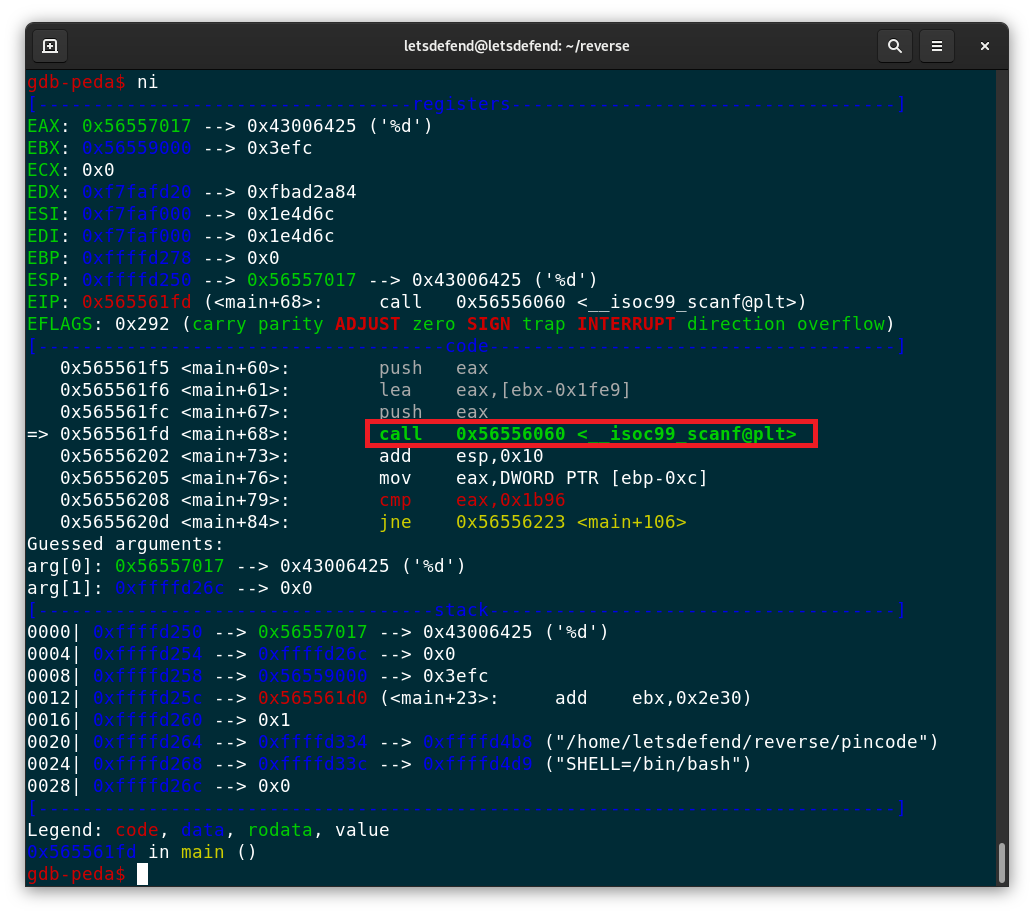 letsdefend@letsdefend: ~/reverse
gdb-peda$ ni
[----------------------------------registers-----------------------------------]
EAX: 0x56557017 --> 0x43006425 ('%d')
EBX: 0x56559000 --> 0x3efc
ECX: 0x0
EDX: 0xf7fafd20 --> 0xfbad2a84
ESI: 0xf7faf000 --> 0x1e4d6c
EDI: 0xf7faf000 --> 0x1e4d6c
EBP: 0xffffd278 --> 0x0
ESP: 0xffffd250 --> 0x56557017 --> 0x43006425 ('%d')
EIP: 0x565561fd (<main+68>:	call   0x56556060 <__isoc99_scanf@plt>)
EFLAGS: 0x292 (carry parity ADJUST zero SIGN trap INTERRUPT direction overflow)
[-------------------------------------code-------------------------------------]
   0x565561f5 <main+60>:	push   eax
   0x565561f6 <main+61>:	lea    eax,[ebx-0x1fe9]
   0x565561fc <main+67>:	push   eax
=> 0x565561fd <main+68>:	call   0x56556060 <__isoc99_scanf@plt>
   0x56556202 <main+73>:	add    esp,0x10
   0x56556205 <main+76>:	mov    eax,DWORD PTR [ebp-0xc]
   0x56556208 <main+79>:	cmp    eax,0x1b96
   0x5655620d <main+84>:	jne    0x56556223 <main+106>
Guessed arguments:
arg[0]: 0x56557017 --> 0x43006425 ('%d')
arg[1]: 0xffffd26c --> 0x0
[------------------------------------stack-------------------------------------]
0000| 0xffffd250 --> 0x56557017 --> 0x43006425 ('%d')
0004| 0xffffd254 --> 0xffffd26c --> 0x0
0008| 0xffffd258 --> 0x56559000 --> 0x3efc
0012| 0xffffd25c --> 0x565561d0 (<main+23>:	add    ebx,0x2e30)
0016| 0xffffd260 --> 0x1
0020| 0xffffd264 --> 0xffffd334 --> 0xffffd4b8 ("/home/letsdefend/reverse/pincode")
0024| 0xffffd268 --> 0xffffd33c --> 0xffffd4d9 ("SHELL=/bin/bash")
0028| 0xffffd26c --> 0x0
[------------------------------------------------------------------------------]
Legend: code, data, rodata, value
0x565561fd in main ()
gdb-peda$